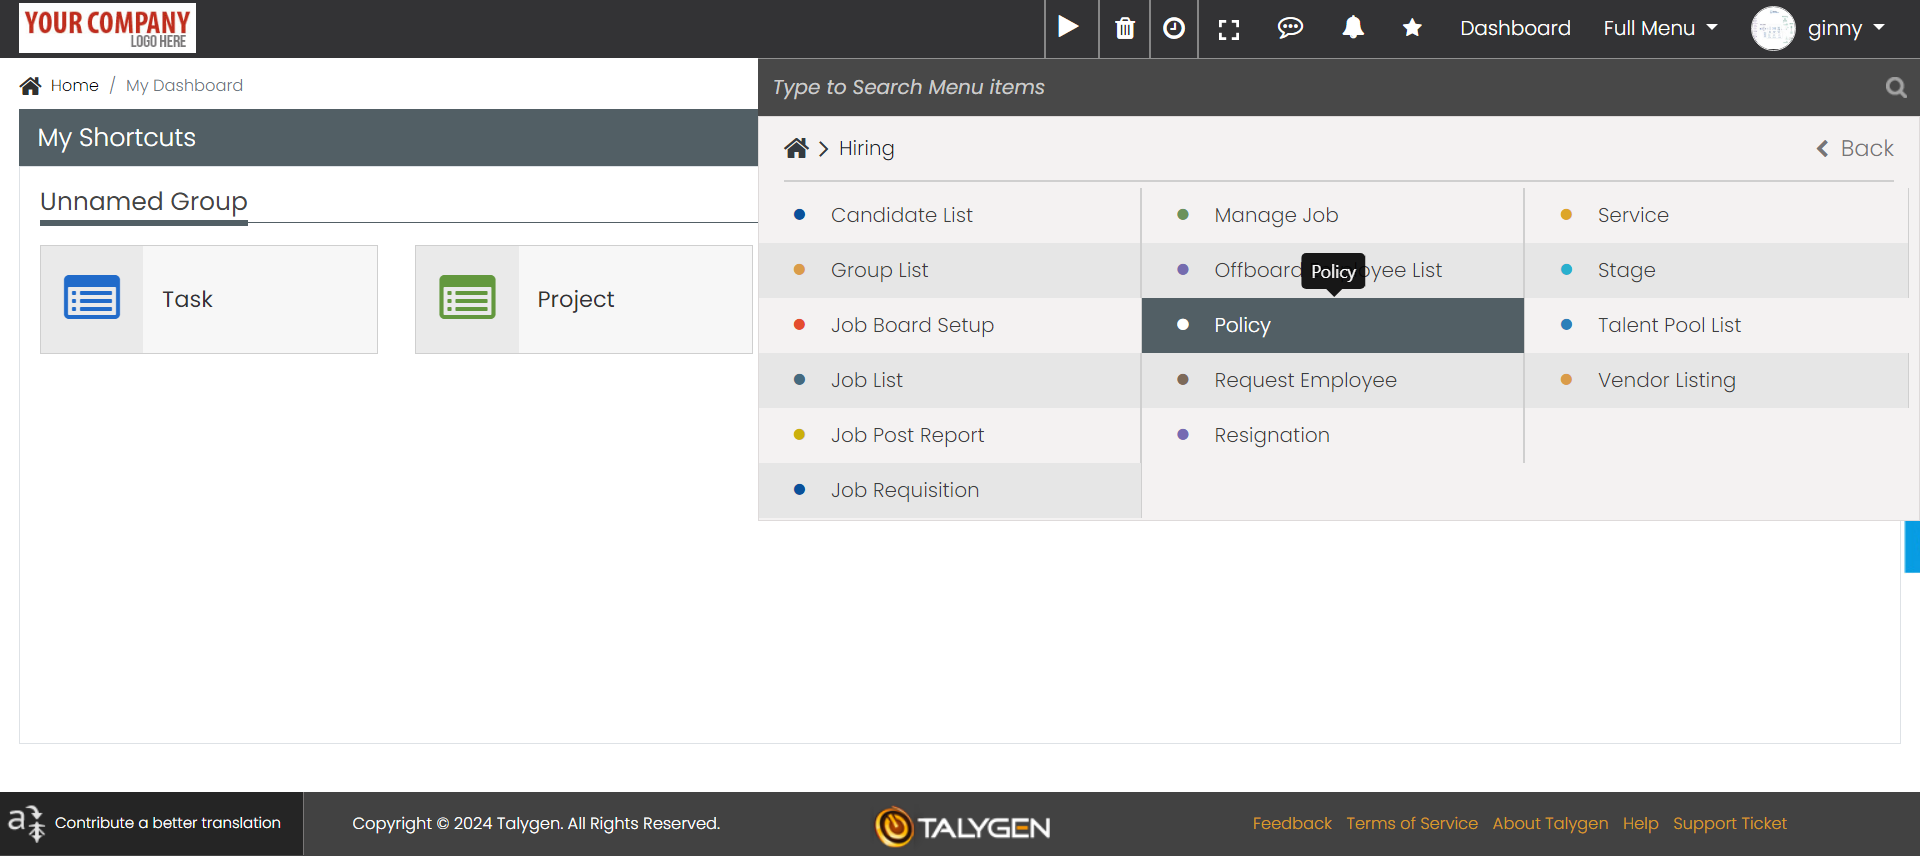 YOUR COMPANY
LOGO HERE
Dashboard
Full Menu
ginny
Type to Search Menu items
Home / My Dashboard
My Shortcuts
Unnamed Group
Task
Project
Hiring
Back
Candidate List
Group List
Job Board Setup
Job List
Job Post Report
Job Requisition
Manage Job
Offboar
yee List
Policy
Policy
Request Employee
Resignation
Service
Stage
Talent Pool List
Vendor Listing
Contribute a better translation
Copyright © 2024 Talygen. All Rights Reserved.
TALYGEN
Feedback Terms of Service About Talygen Help Support Ticket